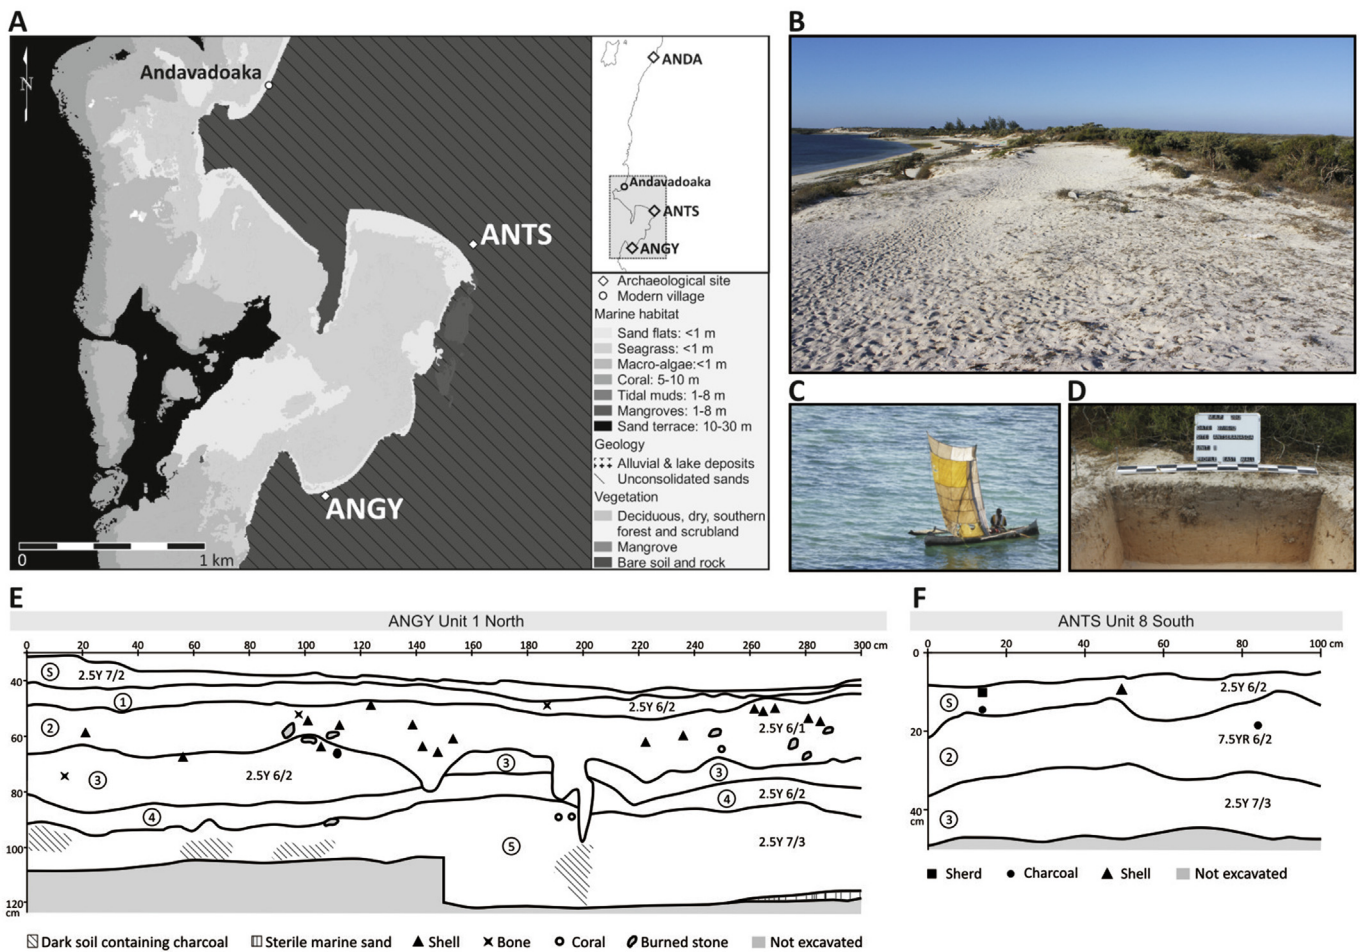 A
Andavadoaka
N
ANTS
ANGY
0 1 km
ANDA
Andavadoaka
ANTS
ANGY
Archaeological site
Modern village
Marine habitat
Sand flats: <1 m
Seagrass: <1 m
Macro-algae:<1 m
Coral: 5-10 m
Tidal muds: 1-8 m
Mangroves: 1-8 m
Sand terrace: 10-30 m
Geology
Alluvial & lake deposits
Unconsolidated sands
Vegetation
Deciduous, dry, southern
forest and scrubland
Mangrove
Bare soil and rock
B
C
D
E
ANGY Unit 1 North
0 20 40 60 80 100 120 140 160 180 200 220 240 260 280 300 cm
40
60
80
100
120
cm
S 2.5Y 7/2
1 2.5Y 6/2
2 2.5Y 6/1
3 2.5Y 6/2 3 3
4 4 2.5Y 6/2
5 2.5Y 7/3
Dark soil containing charcoal Sterile marine sand Shell Bone Coral Burned stone Not excavated
F
ANTS Unit 8 South
0 20 40 60 80 100 cm
0
20
40
cm
S 2.5Y 6/2
2 7.5YR 6/2
3 2.5Y 7/3
Sherd Charcoal Shell Not excavated